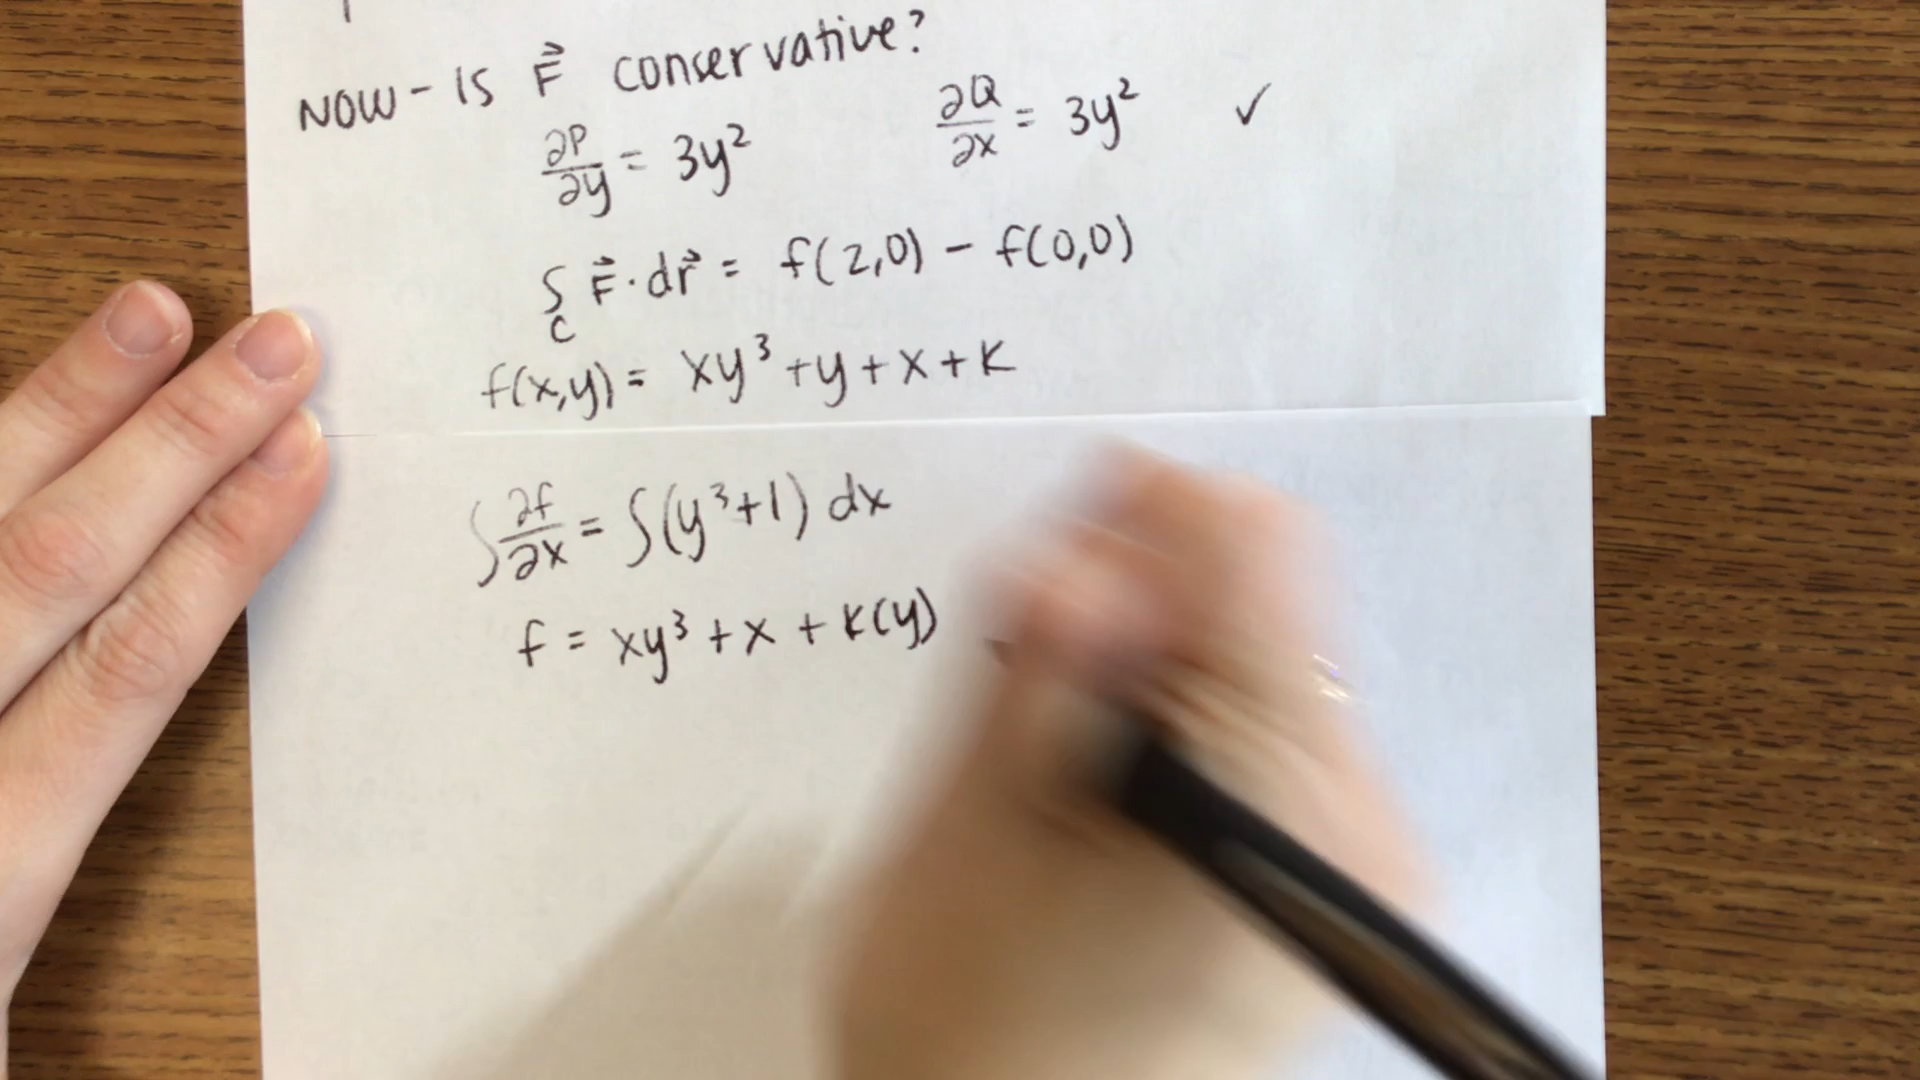 NOW - IS F⃗ conservative?
∂P/∂y = 3y² ∂Q/∂x = 3y² ✓
∫_C F⃗ · dr⃗ = f(2,0) - f(0,0)
f(x,y) = xy³ + y + x + K
∫ ∂f/∂x = ∫(y³+1) dx
f = xy³ + x + K(y)